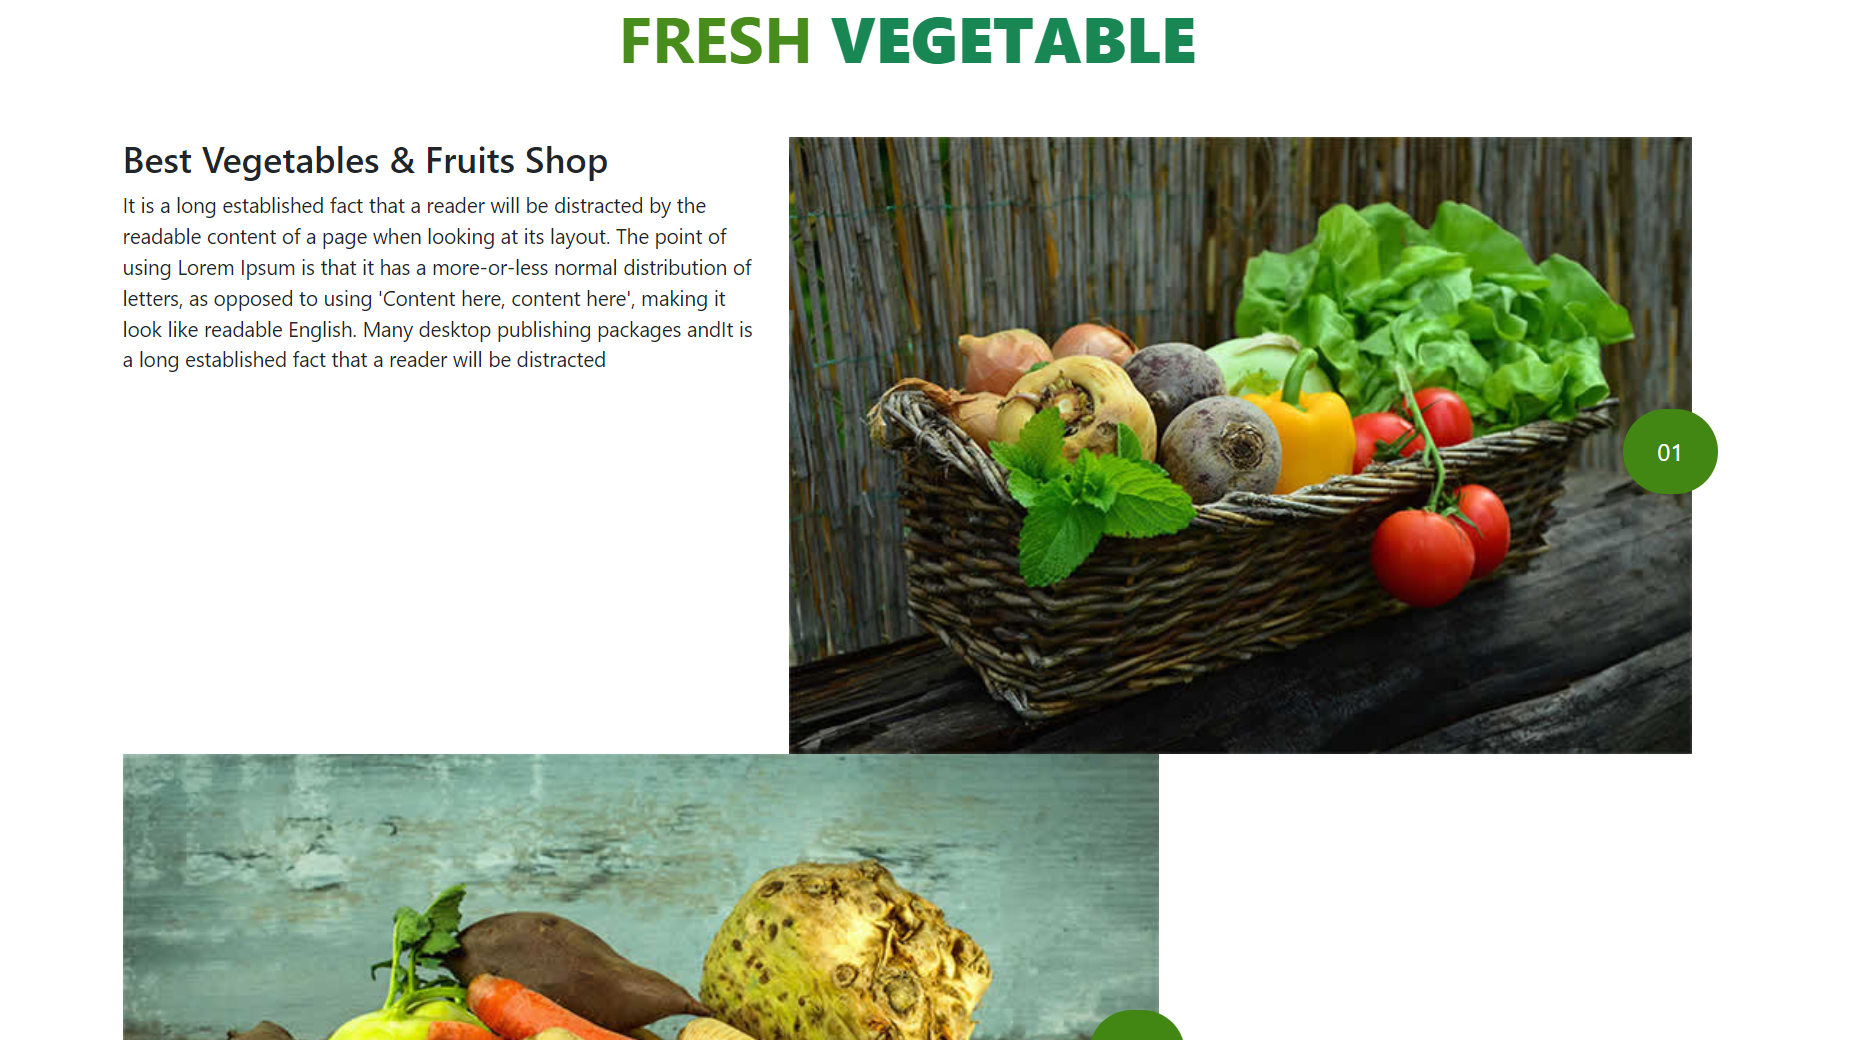 FRESH VEGETABLE
Best Vegetables & Fruits Shop
It is a long established fact that a reader will be distracted by the
readable content of a page when looking at its layout. The point of
using Lorem Ipsum is that it has a more-or-less normal distribution of
letters, as opposed to using 'Content here, content here', making it
look like readable English. Many desktop publishing packages andIt is
a long established fact that a reader will be distracted
01